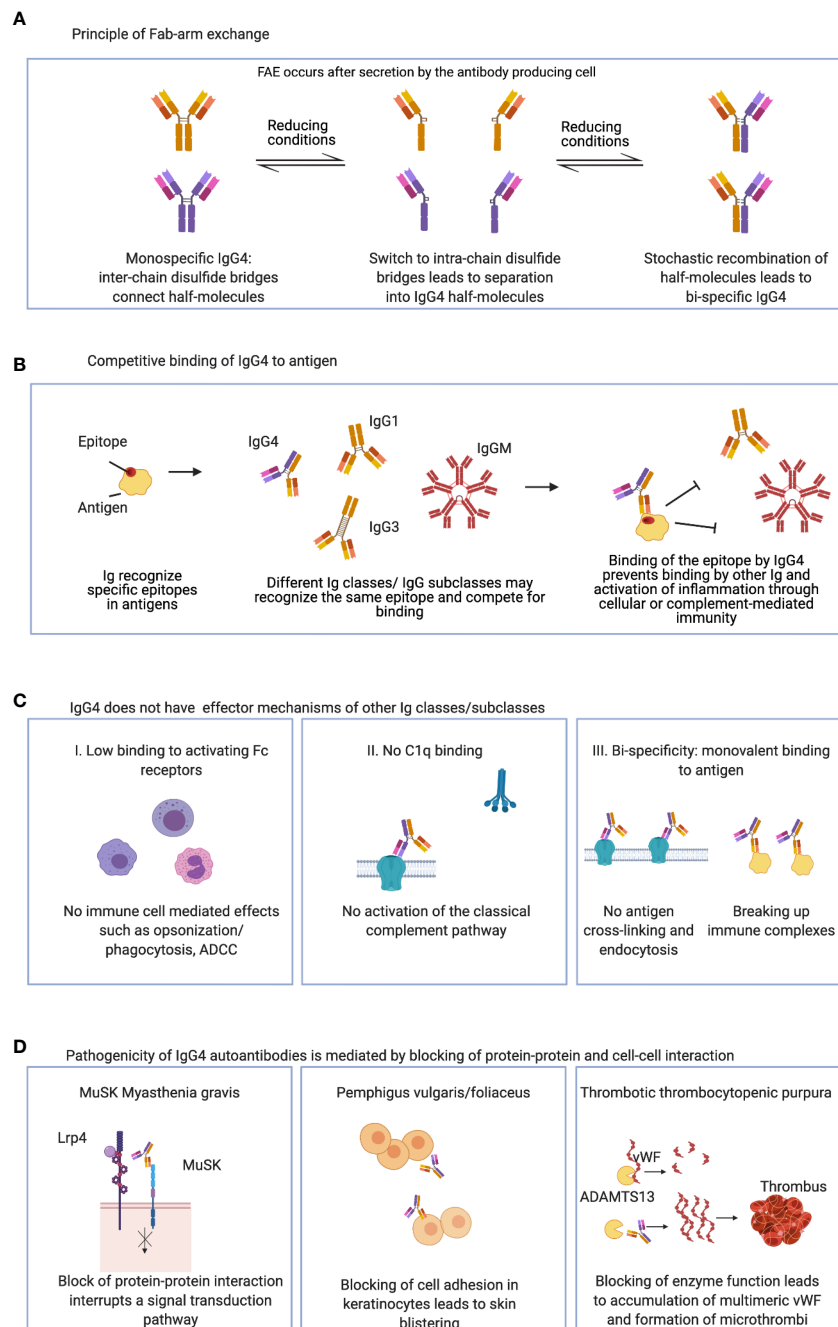 A
Principle of Fab-arm exchange
FAE occurs after secretion by the antibody producing cell
Reducing
conditions
Reducing
conditions
Monospecific IgG4:
inter-chain disulfide bridges
connect half-molecules
Switch to intra-chain disulfide
bridges leads to separation
into IgG4 half-molecules
Stochastic recombination of
half-molecules leads to
bi-specific IgG4
B
Competitive binding of IgG4 to antigen
Epitope
Antigen
IgG4
IgG1
IgG3
IgGM
Ig recognize
specific epitopes
in antigens
Different Ig classes/ IgG subclasses may
recognize the same epitope and compete for
binding
Binding of the epitope by IgG4
prevents binding by other Ig and
activation of inflammation through
cellular or complement-mediated
immunity
C
IgG4 does not have effector mechanisms of other Ig classes/subclasses
I. Low binding to activating Fc
receptors
No immune cell mediated effects
such as opsonization/
phagocytosis, ADCC
II. No C1q binding
No activation of the classical
complement pathway
III. Bi-specificity: monovalent binding
to antigen
No antigen
cross-linking and
endocytosis
Breaking up
immune complexes
D
Pathogenicity of IgG4 autoantibodies is mediated by blocking of protein-protein and cell-cell interaction
MuSK Myasthenia gravis
Lrp4
MuSK
Block of protein-protein interaction
interrupts a signal transduction
pathway
Pemphigus vulgaris/foliaceus
Blocking of cell adhesion in
keratinocytes leads to skin
blistering
Thrombotic thrombocytopenic purpura
vWF
ADAMTS13
Thrombus
Blocking of enzyme function leads
to accumulation of multimeric vWF
and formation of microthrombi